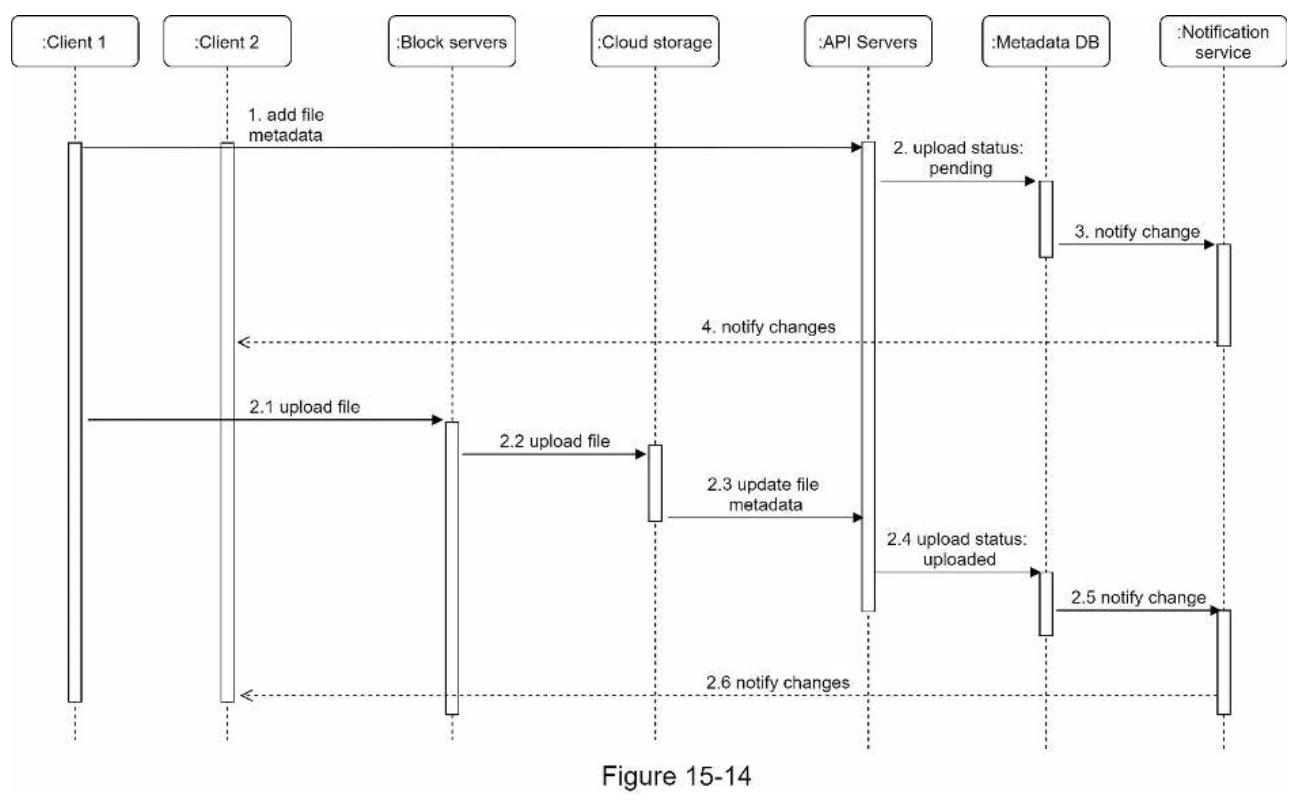 :Client 1
:Client 2
:Block servers
:Cloud storage
:API Servers
:Metadata DB
:Notification
service
1. add file
metadata
2. upload status:
pending
3. notify change
4. notify changes
2.1 upload file
2.2 upload file
2.3 update file
metadata
2.4 upload status:
uploaded
2.5 notify change
2.6 notify changes
Figure 15-14